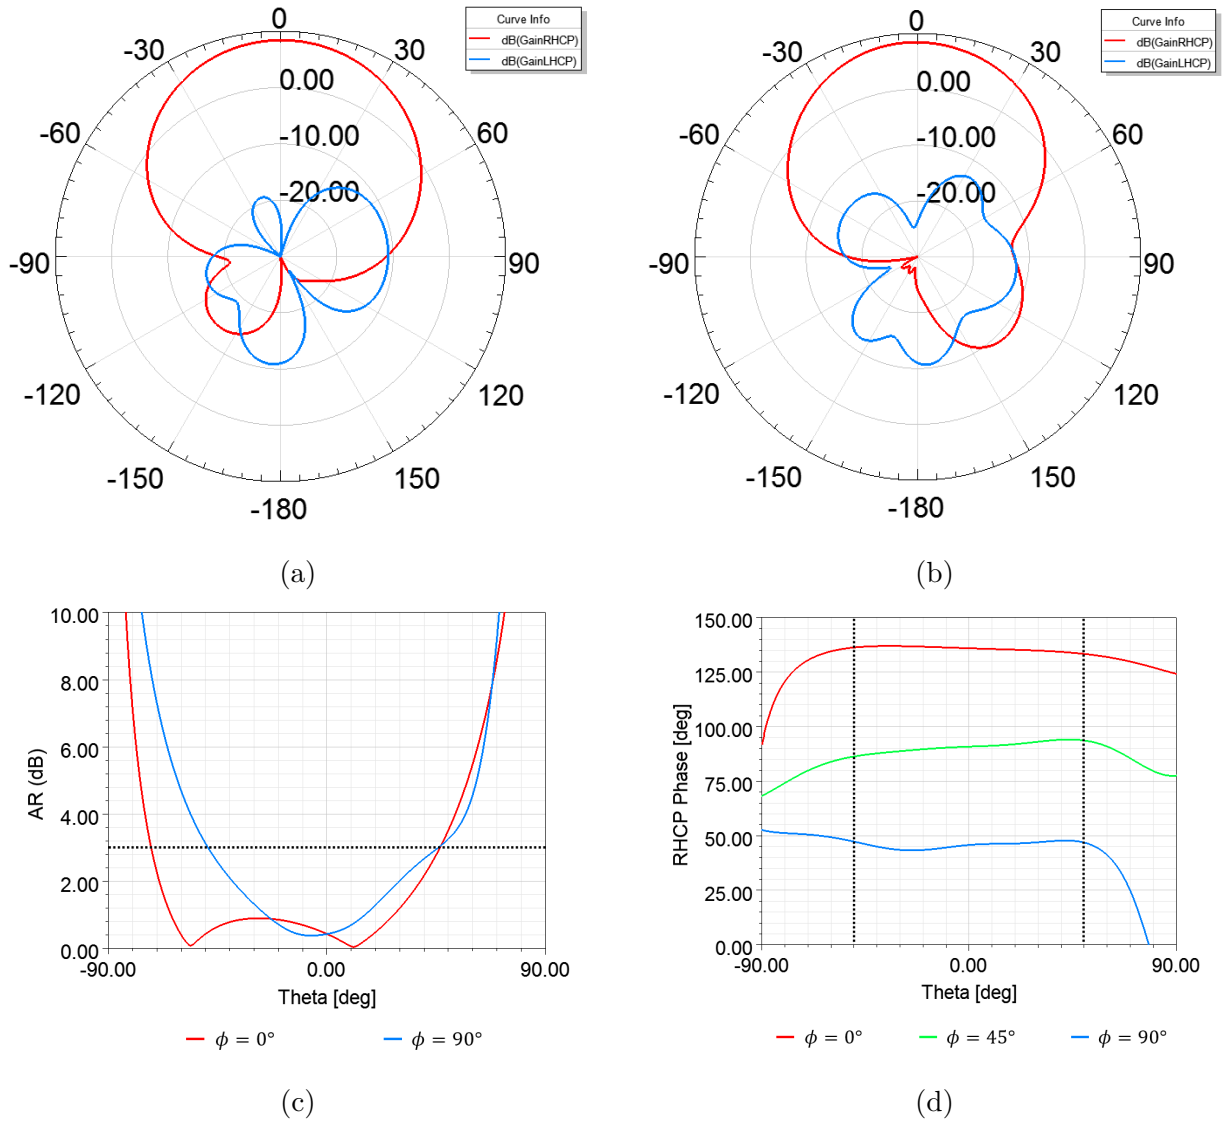 Curve Info
dB(GainRHCP)
dB(GainLHCP)
0
-30
30
0.00
-60
60
-10.00
-20.00
-90
90
-120
120
-150
150
-180
(a)
Curve Info
dB(GainRHCP)
dB(GainLHCP)
0
-30
30
0.00
-60
60
-10.00
-20.00
-90
90
-120
120
-150
150
-180
(b)
10.00
8.00
6.00
4.00
2.00
0.00
AR (dB)
-90.00
0.00
90.00
Theta [deg]
ϕ = 0°
ϕ = 90°
(c)
150.00
125.00
100.00
75.00
50.00
25.00
0.00
RHCP Phase [deg]
-90.00
0.00
90.00
Theta [deg]
ϕ = 0°
ϕ = 45°
ϕ = 90°
(d)